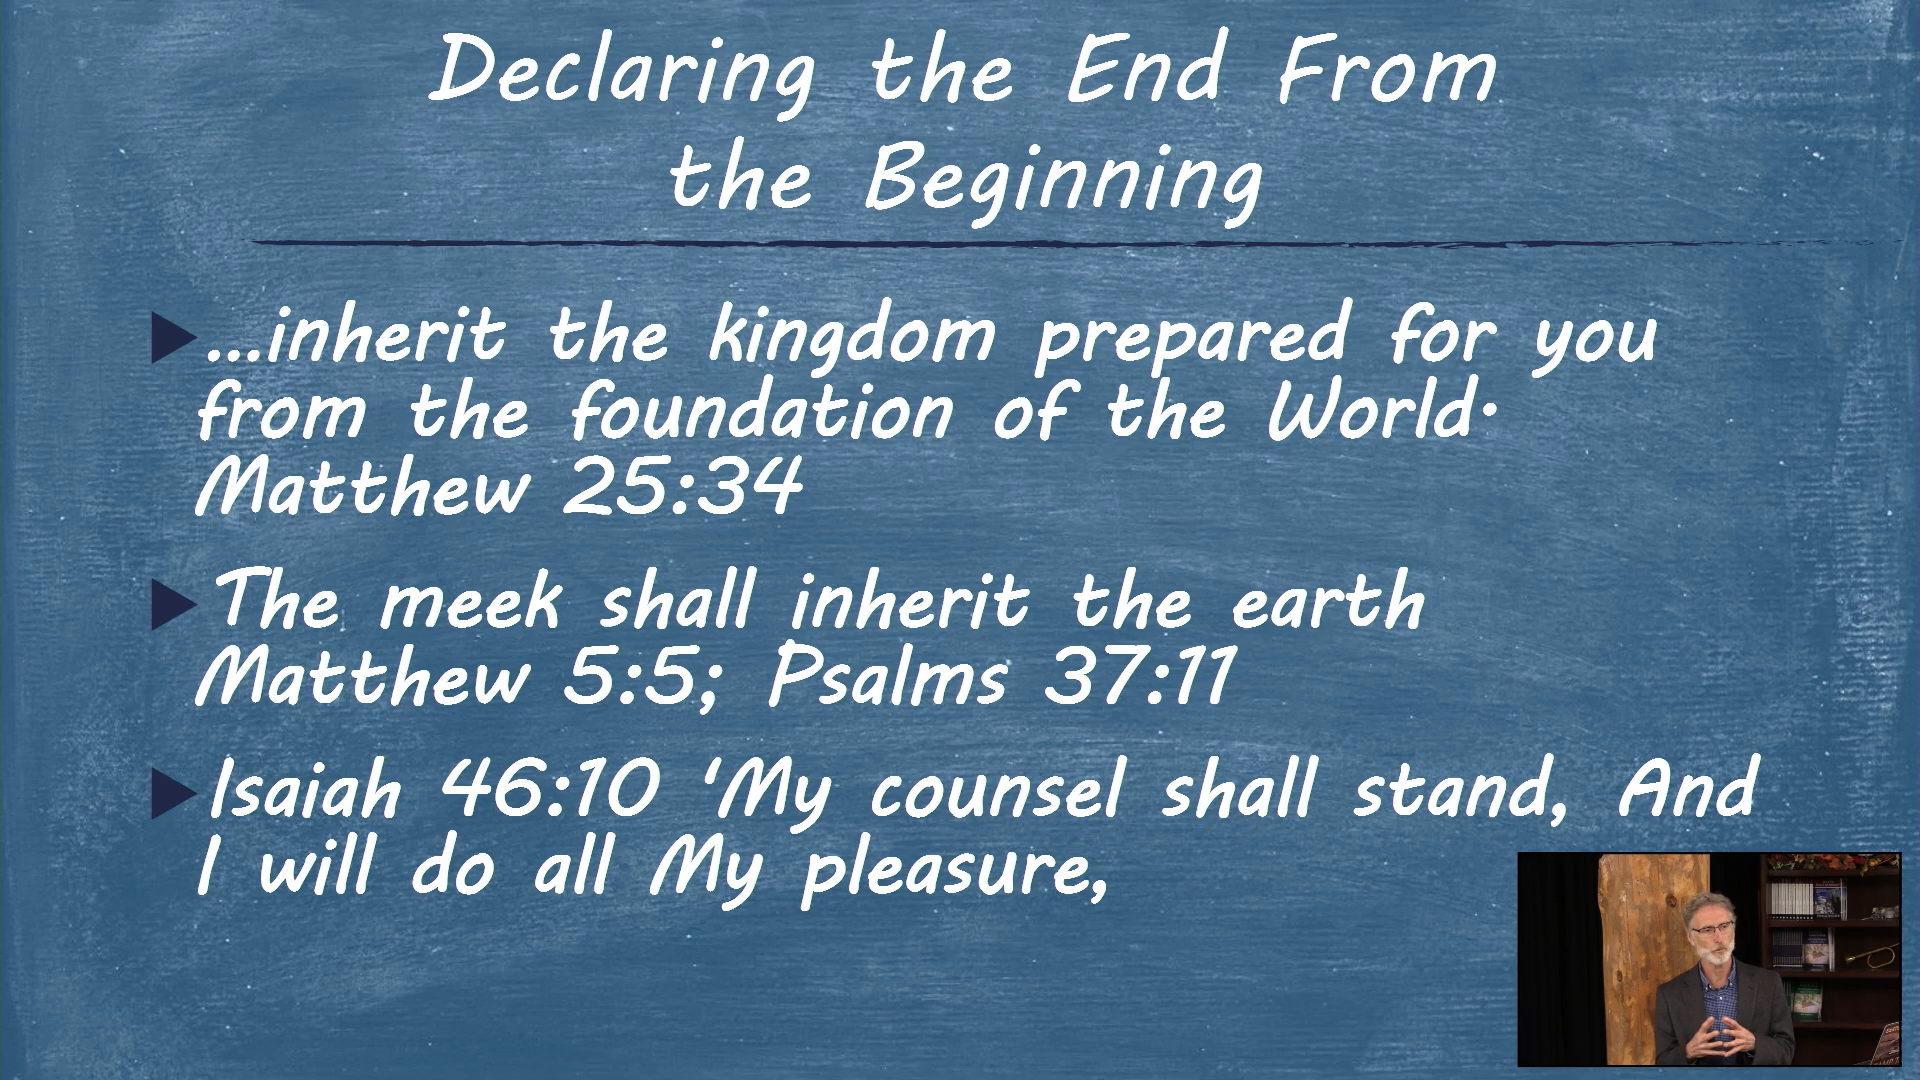 Declaring the End From
the Beginning
...inherit the kingdom prepared for you
from the foundation of the World.
Matthew 25:34
The meek shall inherit the earth
Matthew 5:5; Psalms 37:11
Isaiah 46:10 'My counsel shall stand, And
I will do all My pleasure,